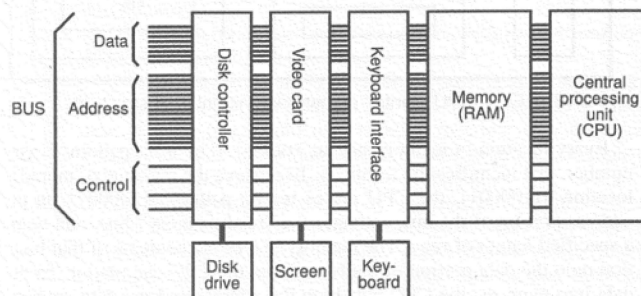 Data
BUS
Address
Control
Disk controller
Video card
Keyboard interface
Memory
(RAM)
Central
processing
unit
(CPU)
Disk
drive
Screen
Key-
board